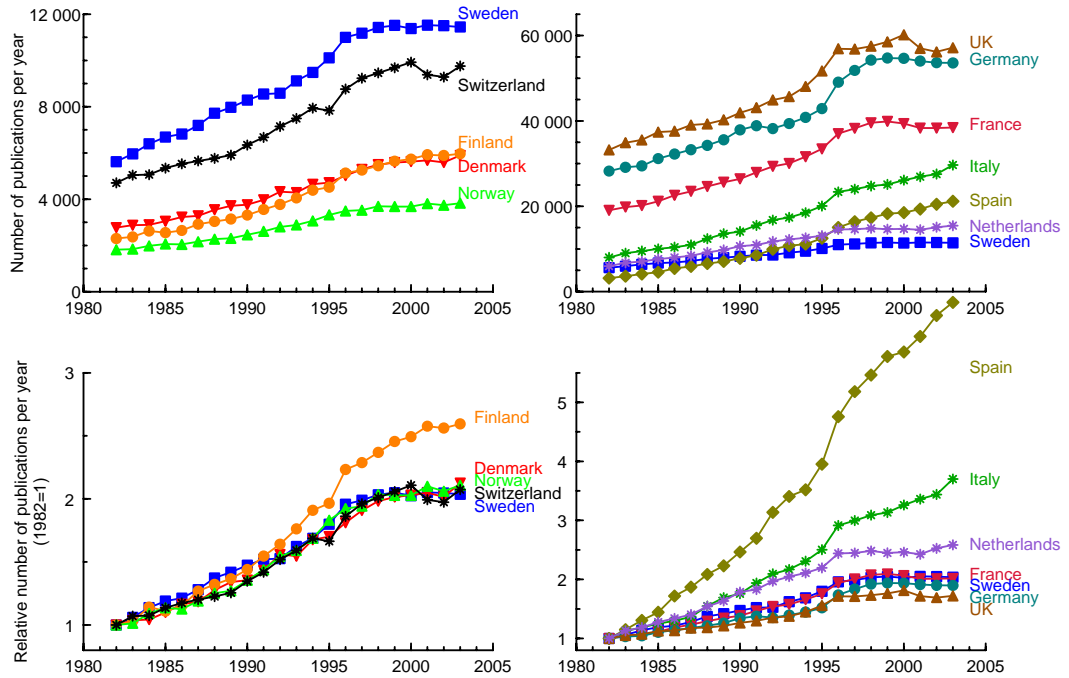 Number of publications per year
12 000
8 000
4 000
0
1980 1985 1990 1995 2000 2005
Sweden
Switzerland
Finland
Denmark
Norway
60 000
40 000
20 000
0
1980 1985 1990 1995 2000 2005
UK
Germany
France
Italy
Spain
Netherlands
Sweden
Relative number of publications per year
(1982=1)
3
2
1
1980 1985 1990 1995 2000 2005
Finland
Denmark
Norway
Switzerland
Sweden
5
4
3
2
1
1980 1985 1990 1995 2000 2005
Spain
Italy
Netherlands
France
Sweden
Germany
UK